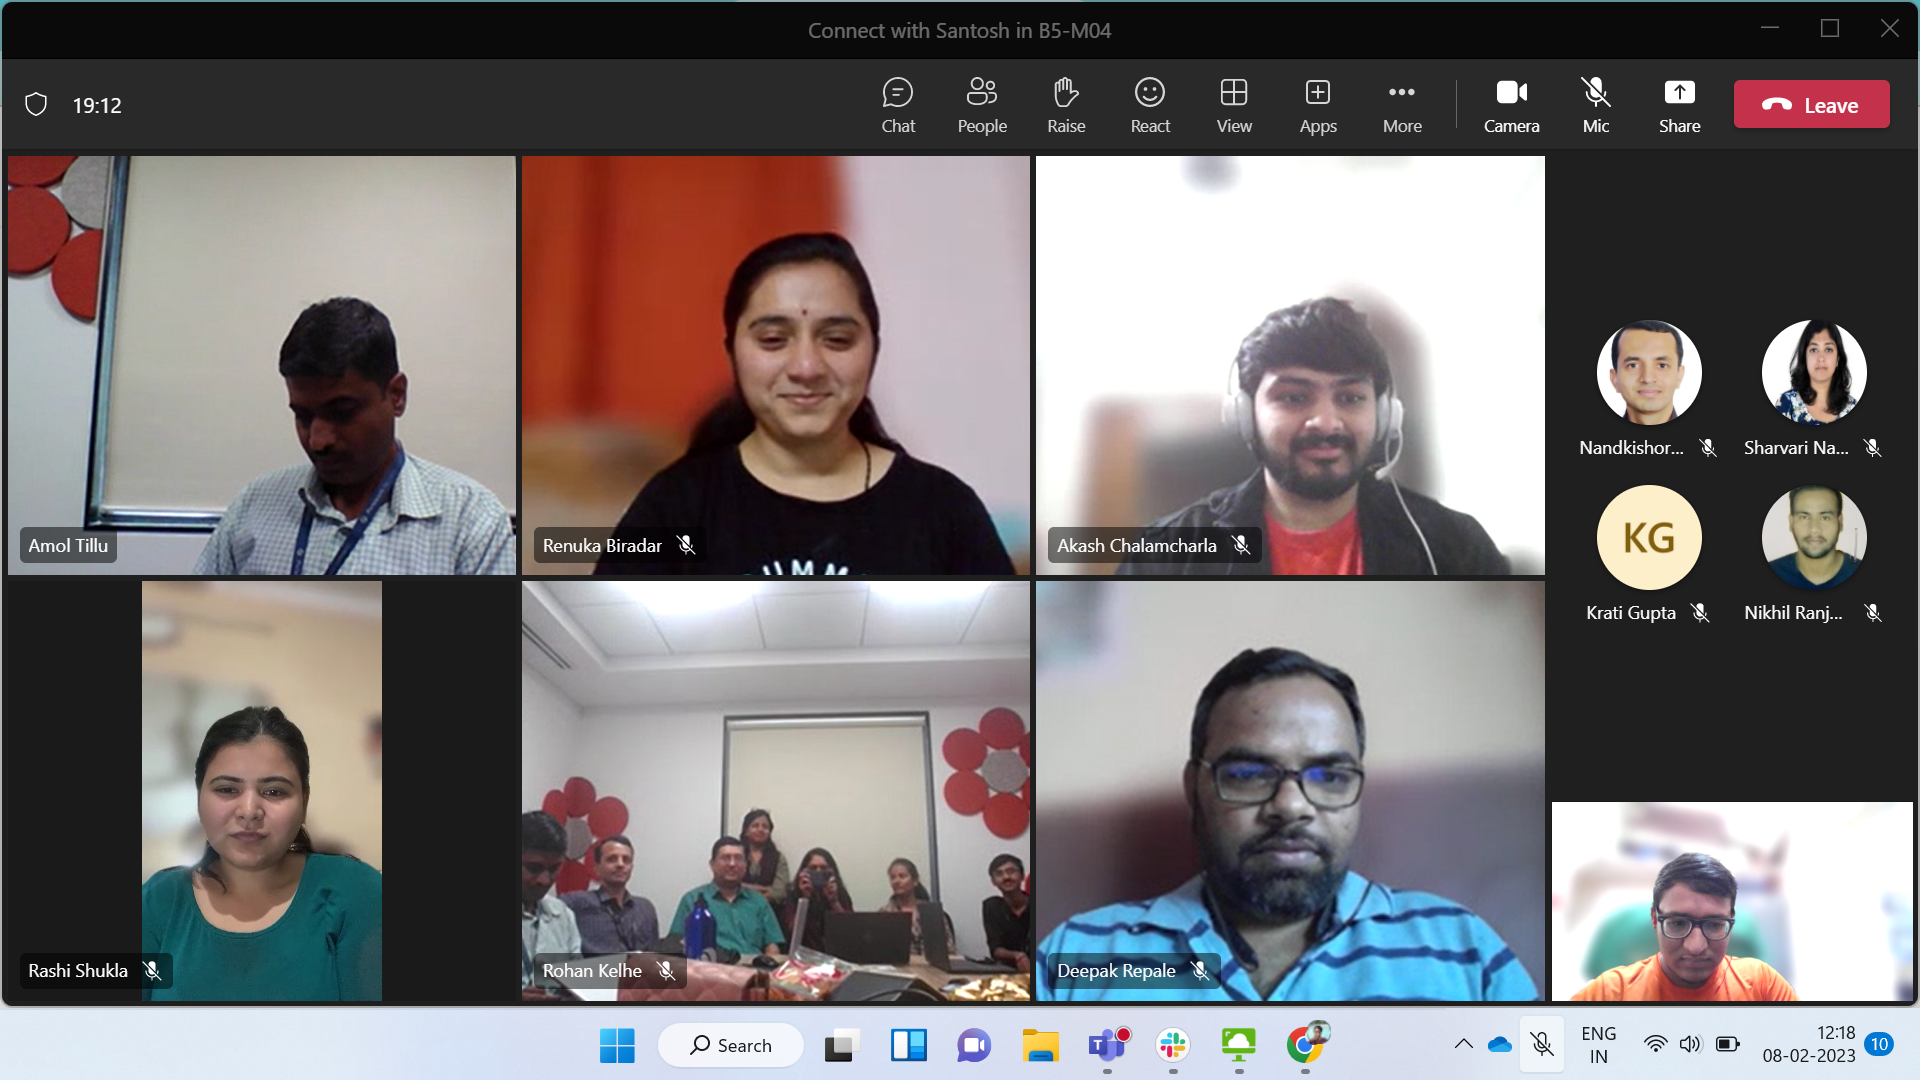 Connect with Santosh in B5-M04
19:12
Chat
People
Raise
React
View
Apps
More
Camera
Mic
Share
Leave
Amol Tillu
Renuka Biradar
Akash Chalamcharla
Nandkishor...
Sharvari Na...
KG
Krati Gupta
Nikhil Ranj...
Rashi Shukla
Rohan Kelhe
Deepak Repale
Search
T
ENG
IN
12:18
08-02-2023
10